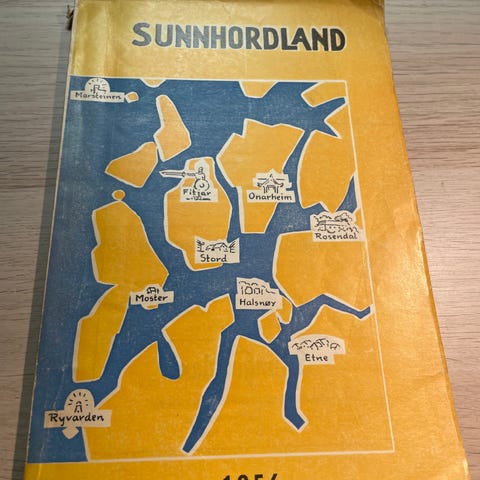 SUNNHORDLAND
Marsteinen
Fitjar
Onarheim
Rosendal
Stord
Moster
Halsnøy
Etne
Ryvarden